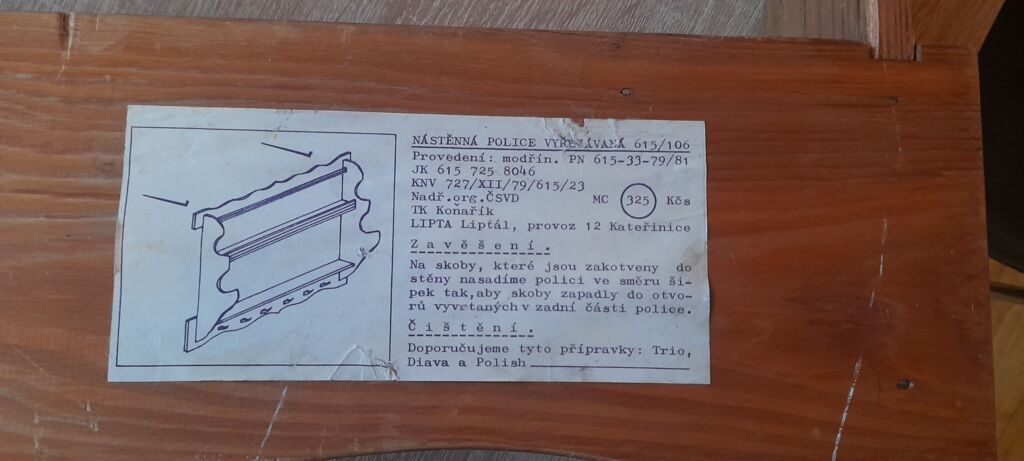 NÁSTĚNNÁ POLICE VYŘEZÁVANÁ 615/106
Provedení: modřín. PN 615-33-79/81
JK 615 725 8046
KNV 727/XII/79/615/23
Nadř.org.ČSVD MC 325 Kčs
TK Koňařík
LIPTA Liptál, provoz 12 Kateřinice
Zavěšení.
Na skoby, které jsou zakotveny do
stěny nasadíme polici ve směru ší-
pek tak,aby skoby zapadly do otvo-
rů vyvrtaných v zadní části police.
Čištění.
Doporučujeme tyto přípravky: Trio,
Diava a Polish